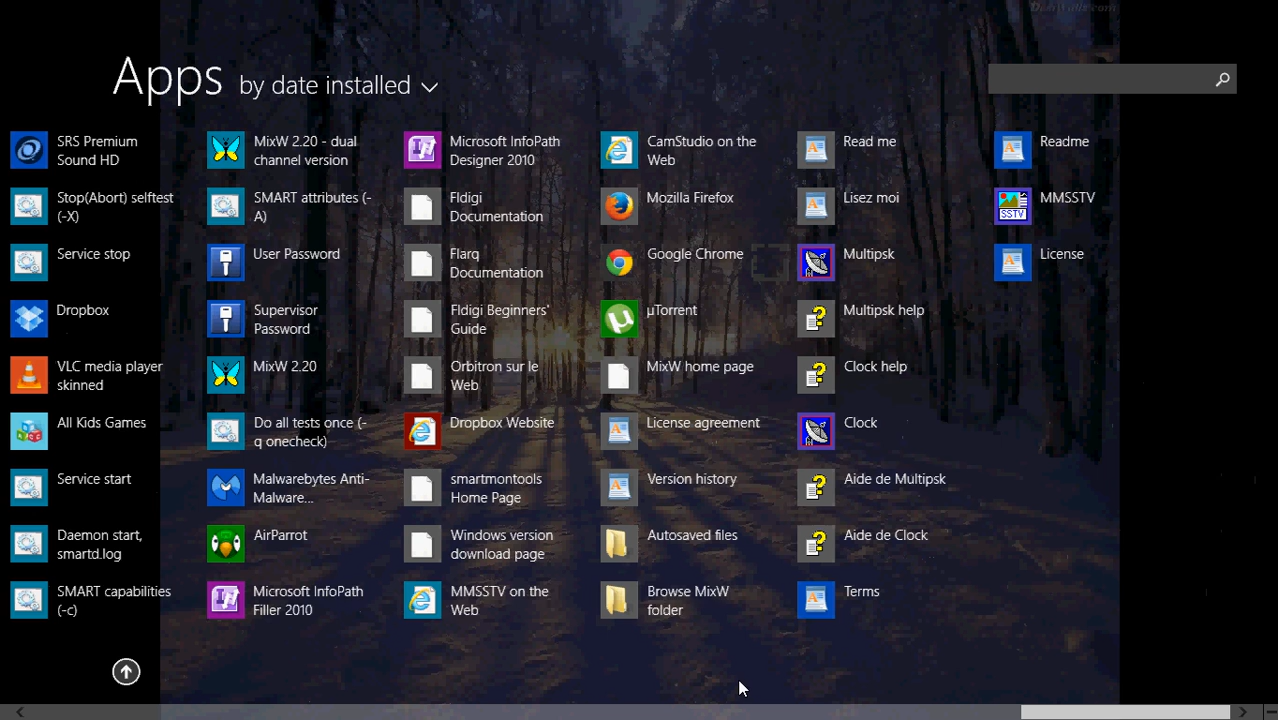 Apps by date installed
SRS Premium
Sound HD
Stop(Abort) selftest
(-X)
Service stop
Dropbox
VLC media player
skinned
All Kids Games
Service start
Daemon start,
smartd.log
SMART capabilities
(-c)
MixW 2.20 - dual
channel version
SMART attributes (-
A)
User Password
Supervisor
Password
MixW 2.20
Do all tests once (-
q onecheck)
Malwarebytes Anti-
Malware...
AirParrot
Microsoft InfoPath
Filler 2010
Microsoft InfoPath
Designer 2010
Fldigi
Documentation
Flarq
Documentation
Fldigi Beginners'
Guide
Orbitron sur le
Web
Dropbox Website
smartmontools
Home Page
Windows version
download page
MMSSTV on the
Web
CamStudio on the
Web
Mozilla Firefox
Google Chrome
µTorrent
MixW home page
License agreement
Version history
Autosaved files
Browse MixW
folder
Read me
Lisez moi
Multipsk
Multipsk help
Clock help
Clock
Aide de Multipsk
Aide de Clock
Terms
Readme
SSTV
MMSSTV
License